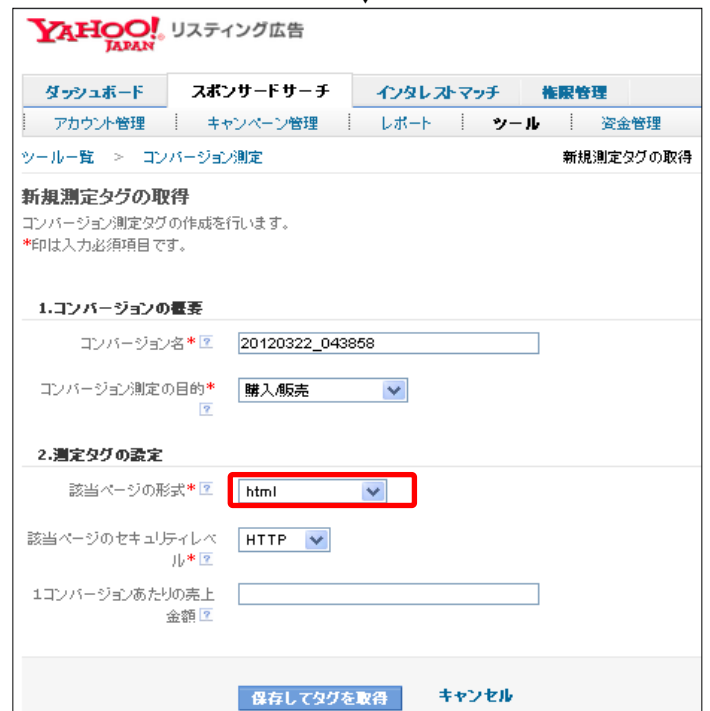 YAHOO! JAPAN リスティング広告
ダッシュボード スポンサードサーチ インタレストマッチ 権限管理
アカウント管理 キャンペーン管理 レポート ツール 資金管理
ツール一覧 > コンバージョン測定 新規測定タグの取得
新規測定タグの取得
コンバージョン測定タグの作成を行います。
*印は入力必須項目です。
1.コンバージョンの概要
コンバージョン名* ? 20120322_043858
コンバージョン測定の目的* 購入/販売
?
2.測定タグの設定
該当ページの形式* ? html
該当ページのセキュリティレベ HTTP
ル* ?
1コンバージョンあたりの売上
金額 ?
保存してタグを取得 キャンセル